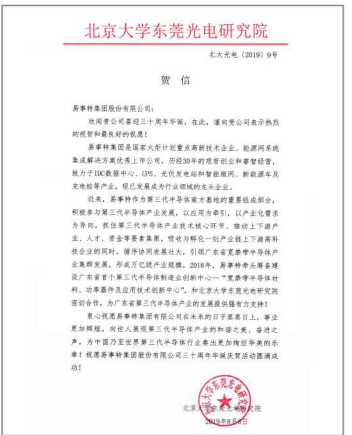 北京大学东莞光电研究院
北大光电〔2019〕9号
贺 信
易事特集团股份有限公司：
欣闻贵公司喜迎三十周年华诞，在此，谨向贵公司表示热烈
的祝贺和最良好的祝愿！
易事特集团是国家火炬计划重点高新技术企业、能源网系统
集成解决方案优秀上市公司，历经30年的艰苦创业和睿智经营，
致力于IDC数据中心、UPS、光伏发电站和智能微网、新能源车及
充电桩等产业，现已发展成为行业领域的龙头企业。
近来，易事特作为第三代半导体南方基地的重要组成部分，
积极参与第三代半导体产业发展，以应用为牵引，以产业化需求
为导向，抓住第三代半导体技术核心环节、推动上下游产
业、人才、资金等要素集聚，吸收与孵化一批产业链上下游高科
技企业的同时，循序协同发展壮大，引领广东省宽禁带半导体产
业集群发展，形成万亿级产业规模。2018年，易事特牵头筹备建
设广东省首个第三代半导体制造业创新中心——“宽禁带半导体材
料、功率器件及应用技术创新中心”，和北京大学东莞光电研究院
密切合作，为广东省第三代半导体产业的发展提供强有力支持！
衷心祝愿易事特集团有限公司在未来的日子蒸蒸日上，事业
更加辉煌，向世人展现第三代半导体产业的和谐之美、奋进之
声，为中国乃至世界第三代半导体行业奏出更加绚烂华美的乐
章！祝愿易事特集团股份有限公司三十周年华诞庆贺活动圆满成
功！
北京大学东莞光电研究院
2019年8月6日